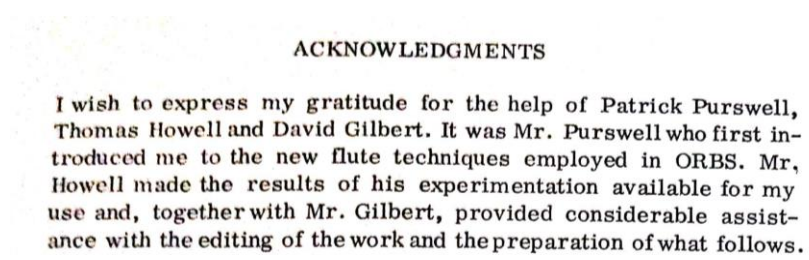 ACKNOWLEDGMENTS
I wish to express my gratitude for the help of Patrick Purswell,
Thomas Howell and David Gilbert. It was Mr. Purswell who first in-
troduced me to the new flute techniques employed in ORBS. Mr,
Howell made the results of his experimentation available for my
use and, together with Mr. Gilbert, provided considerable assist-
ance with the editing of the work and the preparation of what follows.